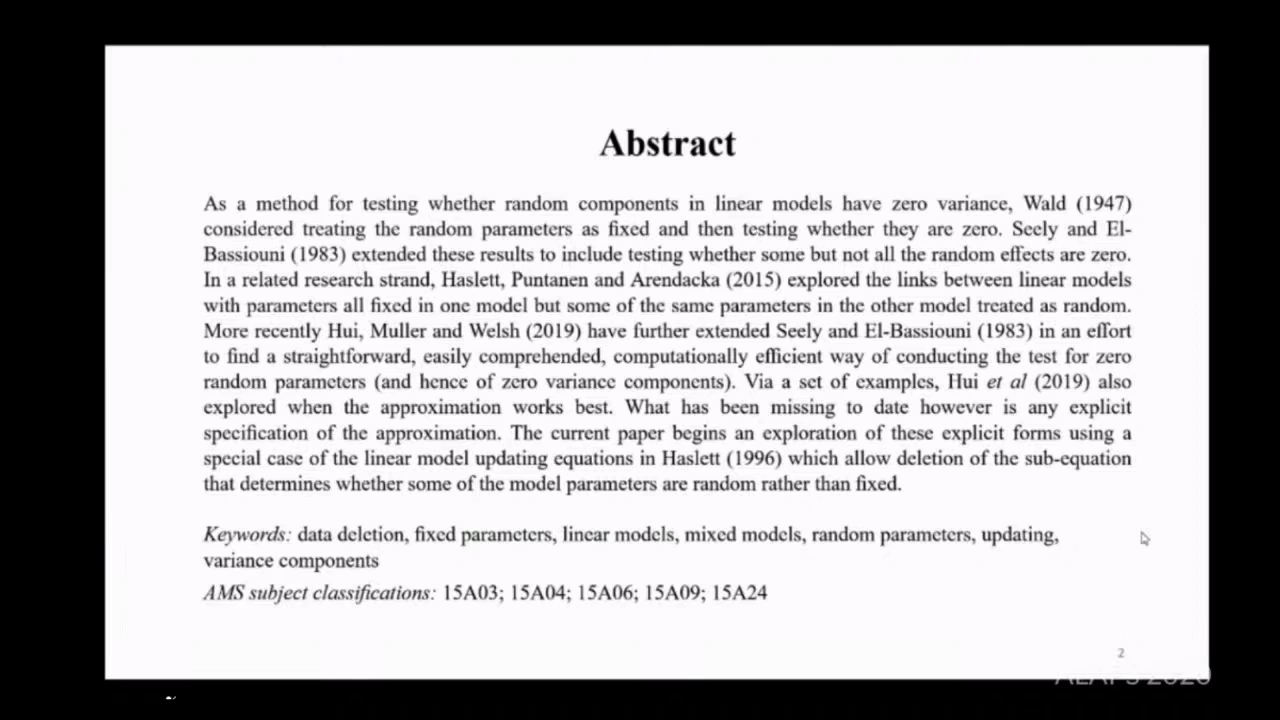 Abstract
As a method for testing whether random components in linear models have zero variance, Wald (1947)
considered treating the random parameters as fixed and then testing whether they are zero. Seely and El-
Bassiouni (1983) extended these results to include testing whether some but not all the random effects are zero.
In a related research strand, Haslett, Puntanen and Arendacka (2015) explored the links between linear models
with parameters all fixed in one model but some of the same parameters in the other model treated as random.
More recently Hui, Muller and Welsh (2019) have further extended Seely and El-Bassiouni (1983) in an effort
to find a straightforward, easily comprehended, computationally efficient way of conducting the test for zero
random parameters (and hence of zero variance components). Via a set of examples, Hui et al (2019) also
explored when the approximation works best. What has been missing to date however is any explicit
specification of the approximation. The current paper begins an exploration of these explicit forms using a
special case of the linear model updating equations in Haslett (1996) which allow deletion of the sub-equation
that determines whether some of the model parameters are random rather than fixed.
Keywords: data deletion, fixed parameters, linear models, mixed models, random parameters, updating,
variance components
AMS subject classifications: 15A03; 15A04; 15A06; 15A09; 15A24
2